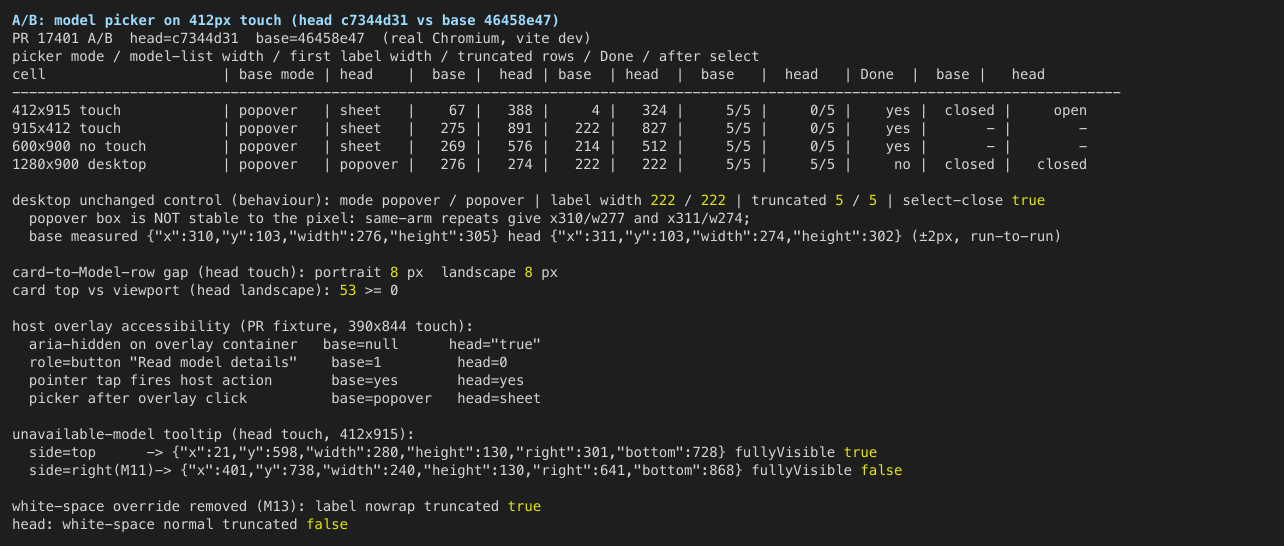 A/B: model picker on 412px touch (head c7344d31 vs base 46458e47)
PR 17401 A/B  head=c7344d31  base=46458e47  (real Chromium, vite dev)
picker mode / model-list width / first label width / truncated rows / Done / after select
cell                     | base mode | head    |  base |  head | base  | head  |  base   |  head   | Done  |  base |   head
────────────────────────────────────────────────────────────
412x915 touch            | popover   | sheet   |    67 |   388 |     4 |   324 |     5/5 |     0/5 |    yes |  closed |     open
915x412 touch            | popover   | sheet   |   275 |   891 |   222 |   827 |     5/5 |     0/5 |    yes |       – |        –
600x900 no touch         | popover   | sheet   |   269 |   576 |   214 |   512 |     5/5 |     0/5 |    yes |       – |        –
1280x900 desktop         | popover   | popover |   276 |   274 |   222 |   222 |     5/5 |     5/5 |     no |  closed |   closed
desktop unchanged control (behaviour): mode popover / popover | label width 222 / 222 | truncated 5 / 5 | select-close true
  popover box is NOT stable to the pixel: same-arm repeats give x310/w277 and x311/w274;
  base measured {"x":310,"y":103,"width":276,"height":305} head {"x":311,"y":103,"width":274,"height":302} (±2px, run-to-run)
card-to-Model-row gap (head touch): portrait 8 px  landscape 8 px
card top vs viewport (head landscape): 53 >= 0
host overlay accessibility (PR fixture, 390x844 touch):
  aria-hidden on overlay container   base=null      head="true"
  role=button "Read model details"    base=1         head=0
  pointer tap fires host action       base=yes       head=yes
  picker after overlay click          base=popover   head=sheet
unavailable-model tooltip (head touch, 412x915):
  side=top      -> {"x":21,"y":598,"width":280,"height":130,"right":301,"bottom":728} fullyVisible true
  side=right(M11)-> {"x":401,"y":738,"width":240,"height":130,"right":641,"bottom":868} fullyVisible false
white-space override removed (M13): label nowrap truncated true
head: white-space normal truncated false